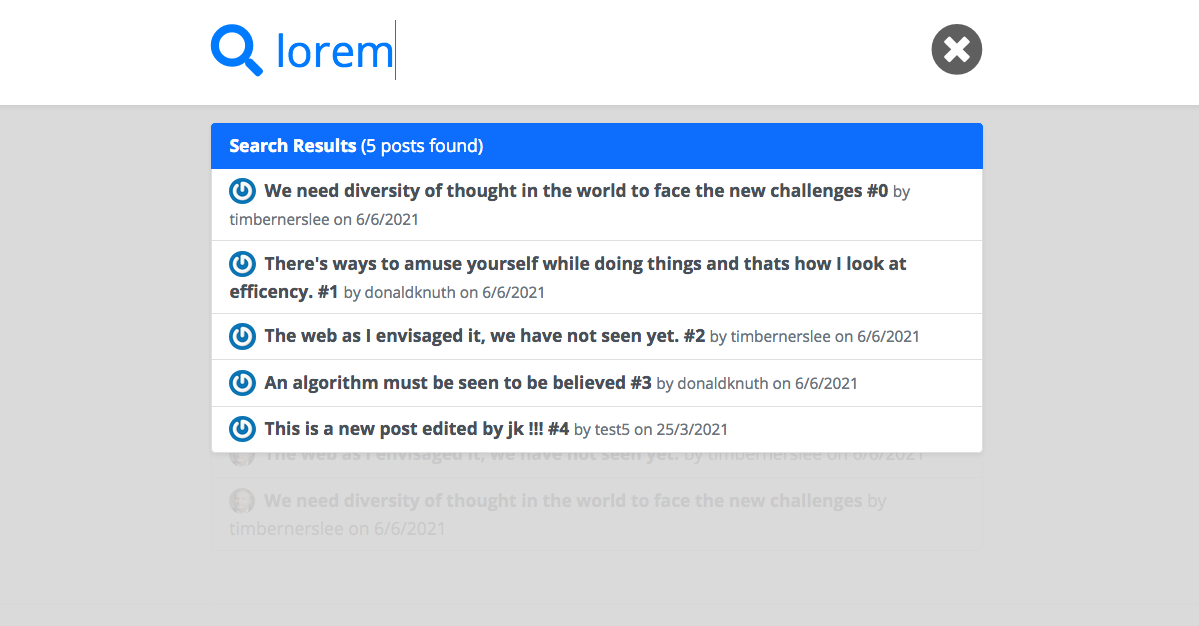 lorem
Search Results (5 posts found)
We need diversity of thought in the world to face the new challenges #0 by
timbernerslee on 6/6/2021
There's ways to amuse yourself while doing things and thats how I look at
efficency. #1 by donaldknuth on 6/6/2021
The web as I envisaged it, we have not seen yet. #2 by timbernerslee on 6/6/2021
An algorithm must be seen to be believed #3 by donaldknuth on 6/6/2021
This is a new post edited by jk !!! #4 by test5 on 25/3/2021
The web as I envisaged it, we have not seen yet. by timbernerslee on 6/6/2021
We need diversity of thought in the world to face the new challenges by
timbernerslee on 6/6/2021